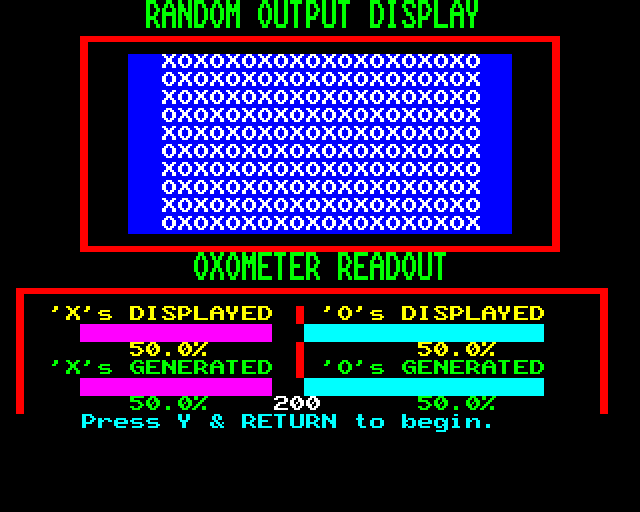 RANDOM OUTPUT DISPLAY
XOXOXOXOXOXOXOXOXOXO
OXOXOXOXOXOXOXOXOXOX
XOXOXOXOXOXOXOXOXOXO
OXOXOXOXOXOXOXOXOXOX
XOXOXOXOXOXOXOXOXOXO
OXOXOXOXOXOXOXOXOXOX
XOXOXOXOXOXOXOXOXOXO
OXOXOXOXOXOXOXOXOXOX
XOXOXOXOXOXOXOXOXOXO
OXOXOXOXOXOXOXOXOXOX
OXOMETER READOUT
'X's DISPLAYED 'O's DISPLAYED
50.0% 50.0%
'X's GENERATED 'O's GENERATED
50.0% 200 50.0%
Press Y & RETURN to begin.